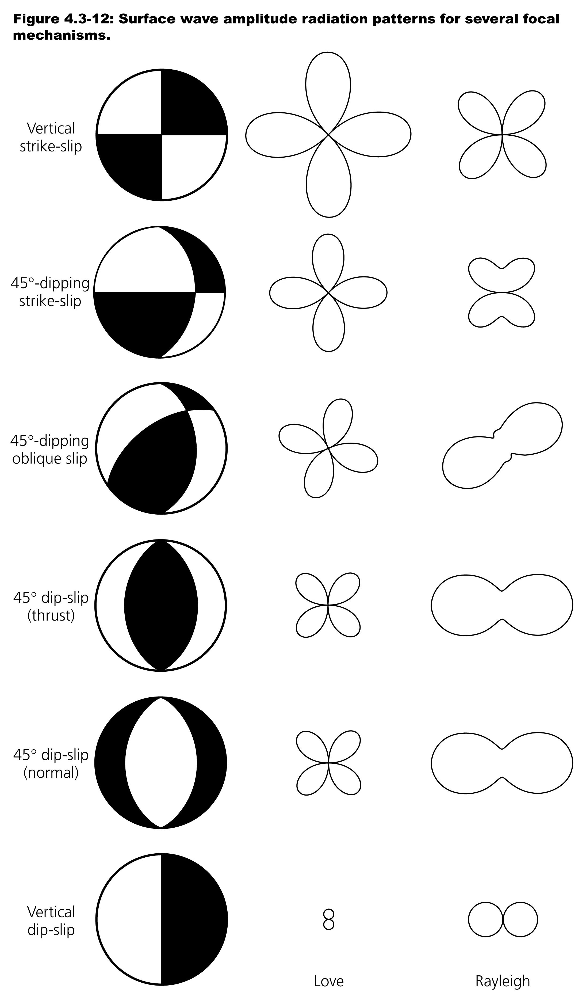 Figure 4.3-12: Surface wave amplitude radiation patterns for several focal
mechanisms.
Vertical
strike-slip
45°-dipping
strike-slip
45°-dipping
oblique slip
45° dip-slip
(thrust)
45° dip-slip
(normal)
Vertical
dip-slip
Love
Rayleigh